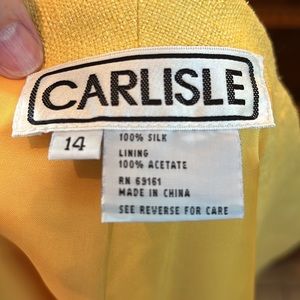 CARLISLE
14
100% SILK
LINING
100% ACETATE
RN 69161
MADE IN CHINA
SEE REVERSE FOR CARE